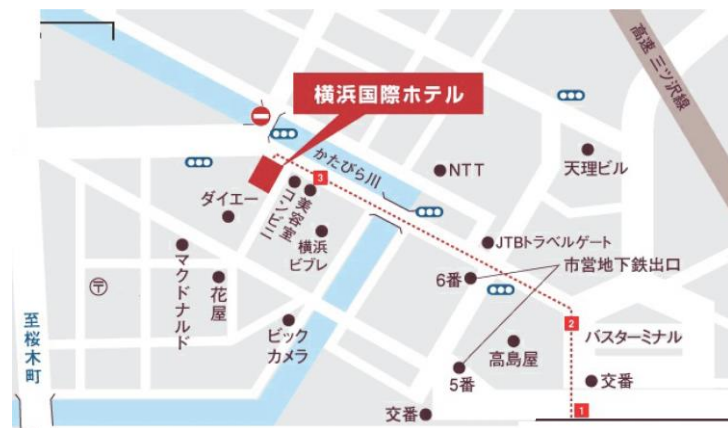 高速 三ツ沢線
横浜国際ホテル
かたびら川
NTT
天理ビル
3
ダイエー
コンビニ
美容室
横浜
ビブレ
JTBトラベルゲート
市営地下鉄出口
マクドナルド
花屋
〒
6番
至桜木町
ビック
カメラ
2
バスターミナル
高島屋
5番
交番
交番
1